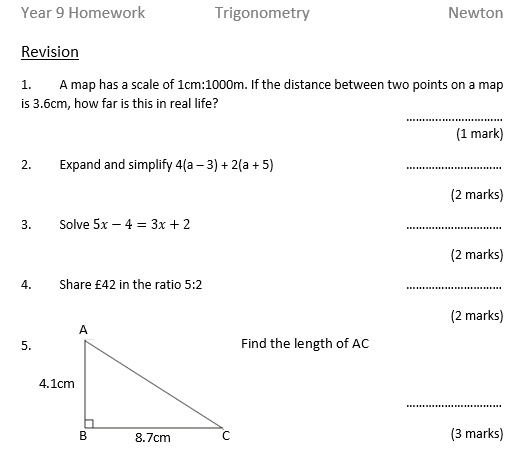 Year 9 Homework Trigonometry Newton
Revision
1. A map has a scale of 1cm:1000m. If the distance between two points on a map
is 3.6cm, how far is this in real life?
..............................
(1 mark)
2. Expand and simplify 4(a – 3) + 2(a + 5) ..............................
(2 marks)
3. Solve 5x − 4 = 3x + 2 ..............................
(2 marks)
4. Share £42 in the ratio 5:2 ..............................
(2 marks)
A
5. Find the length of AC
4.1cm
..............................
B 8.7cm C (3 marks)